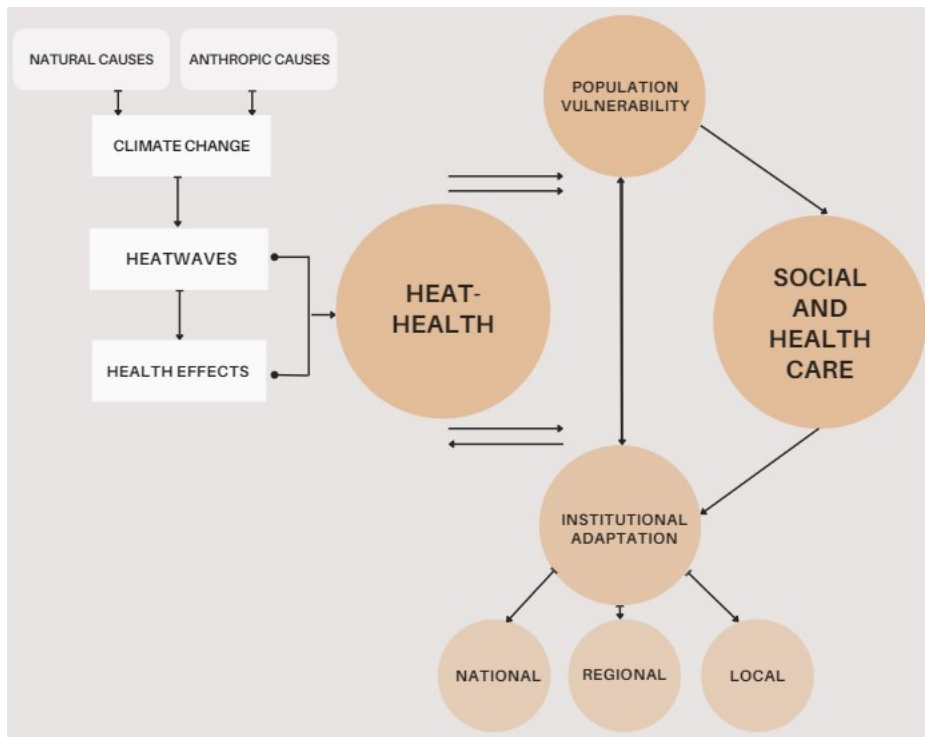 NATURAL CAUSES
ANTHROPIC CAUSES
CLIMATE CHANGE
HEATWAVES
HEALTH EFFECTS
HEAT-
HEALTH
POPULATION
VULNERABILITY
SOCIAL
AND
HEALTH
CARE
INSTITUTIONAL
ADAPTATION
NATIONAL
REGIONAL
LOCAL